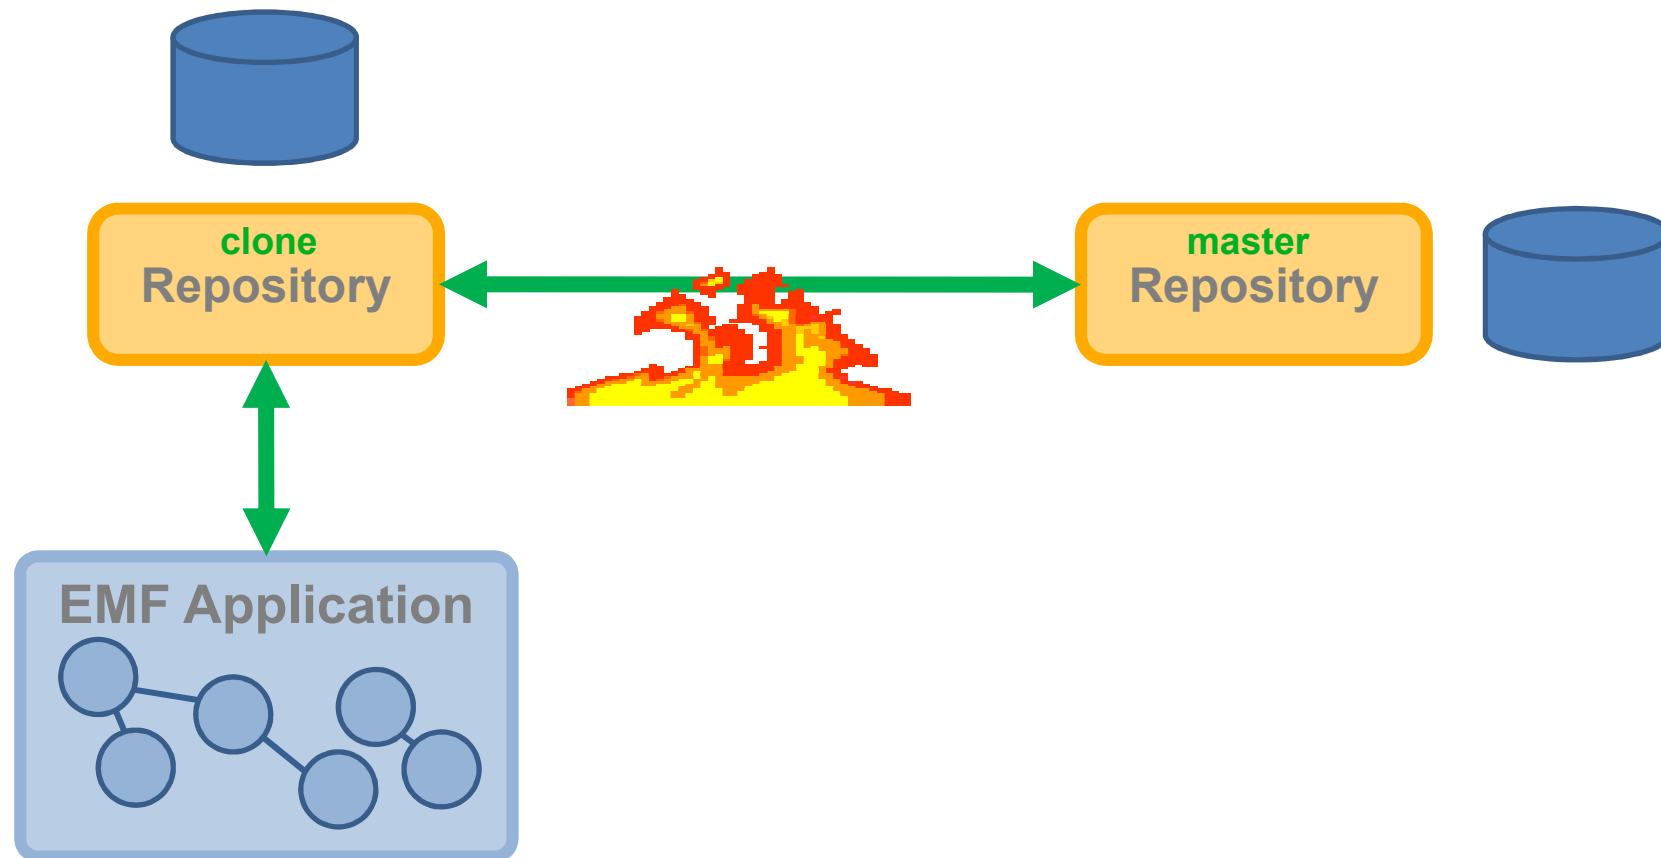 clone
Repository
master
Repository
EMF Application